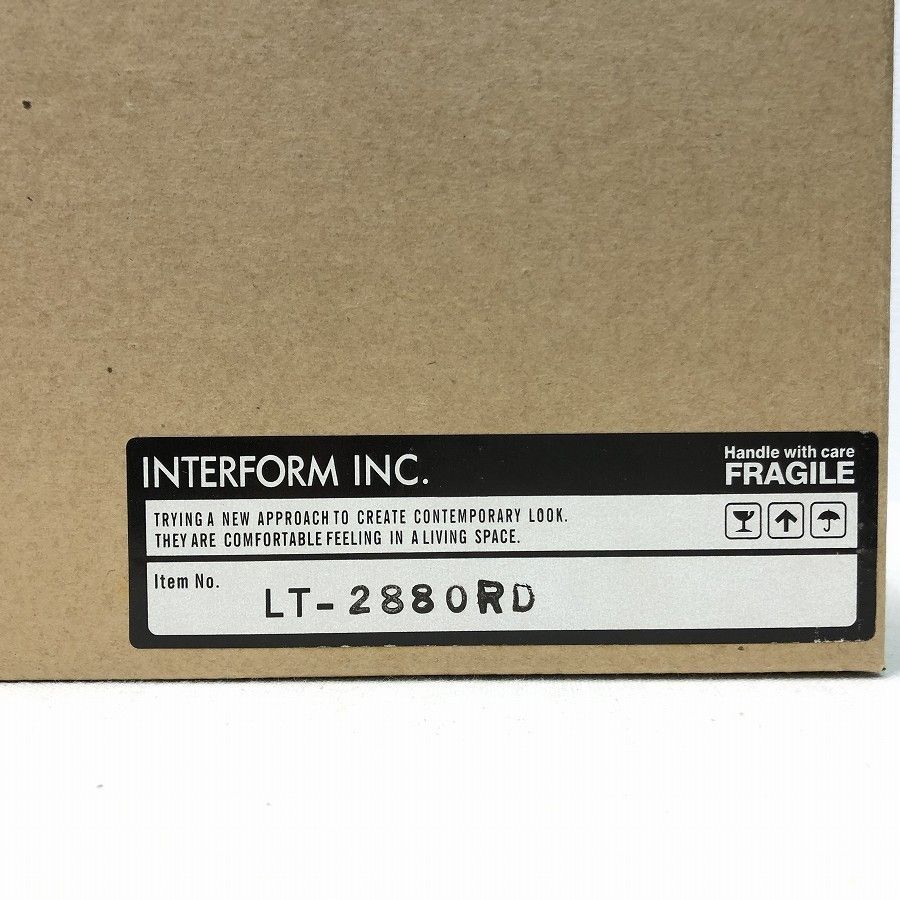 INTERFORM INC.
Handle with care
FRAGILE
TRYING A NEW APPROACH TO CREATE CONTEMPORARY LOOK.
THEY ARE COMFORTABLE FEELING IN A LIVING SPACE.
Item No.
LT-2880RD